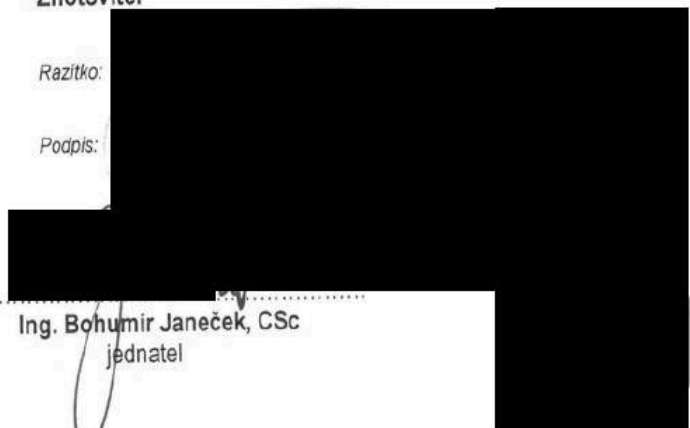 Zhotovitel
Razítko:
Podpis:
Ing. Bohumír Janeček, CSc
jednatel